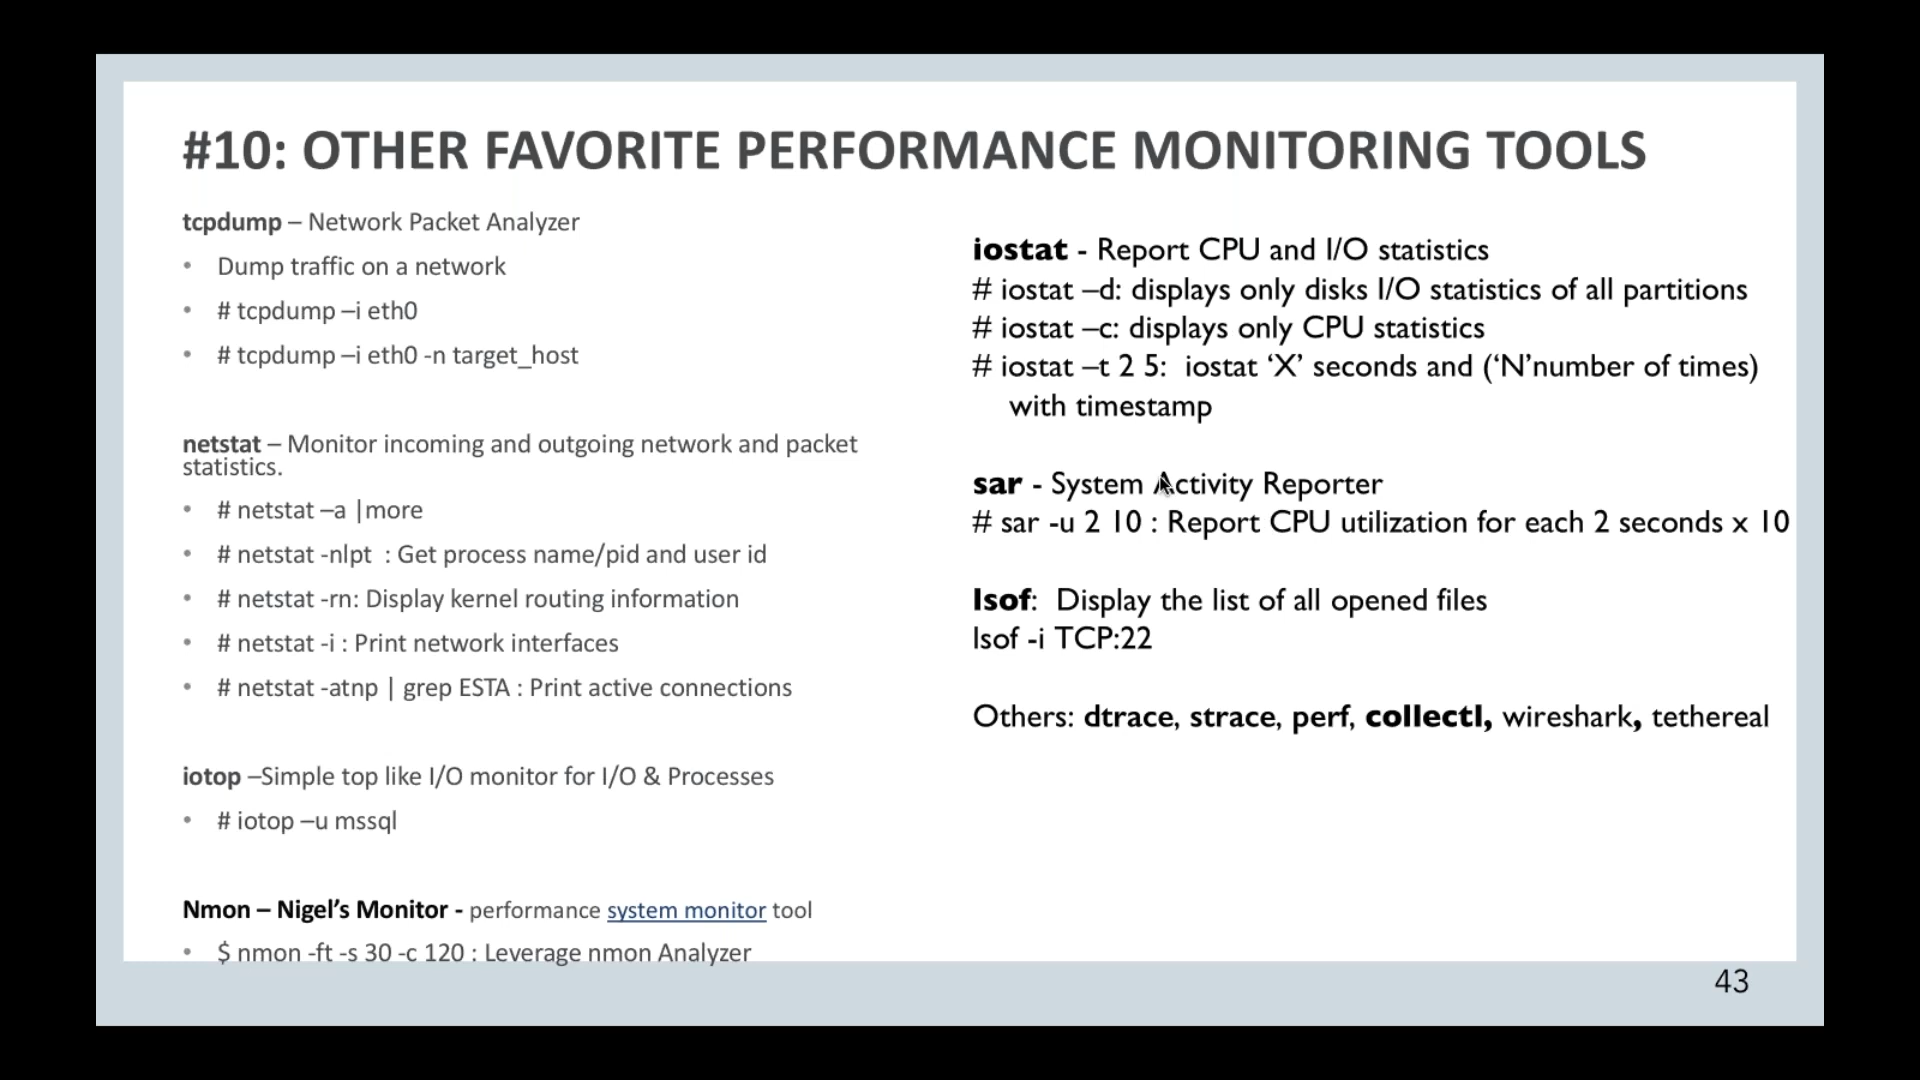 #10: OTHER FAVORITE PERFORMANCE MONITORING TOOLS
tcpdump – Network Packet Analyzer
• Dump traffic on a network
• # tcpdump –i eth0
• # tcpdump –i eth0 -n target_host
netstat – Monitor incoming and outgoing network and packet
statistics.
• # netstat –a |more
• # netstat -nlpt : Get process name/pid and user id
• # netstat -rn: Display kernel routing information
• # netstat -i : Print network interfaces
• # netstat -atnp | grep ESTA : Print active connections
iotop –Simple top like I/O monitor for I/O & Processes
• # iotop –u mssql
Nmon – Nigel’s Monitor - performance system monitor tool
• $ nmon -ft -s 30 -c 120 : Leverage nmon Analyzer
iostat - Report CPU and I/O statistics
# iostat –d: displays only disks I/O statistics of all partitions
# iostat –c: displays only CPU statistics
# iostat –t 2 5: iostat ‘X’ seconds and (‘N’number of times)
with timestamp
sar - System Activity Reporter
# sar -u 2 10 : Report CPU utilization for each 2 seconds x 10
lsof: Display the list of all opened files
lsof -i TCP:22
Others: dtrace, strace, perf, collectl, wireshark, tethereal
43